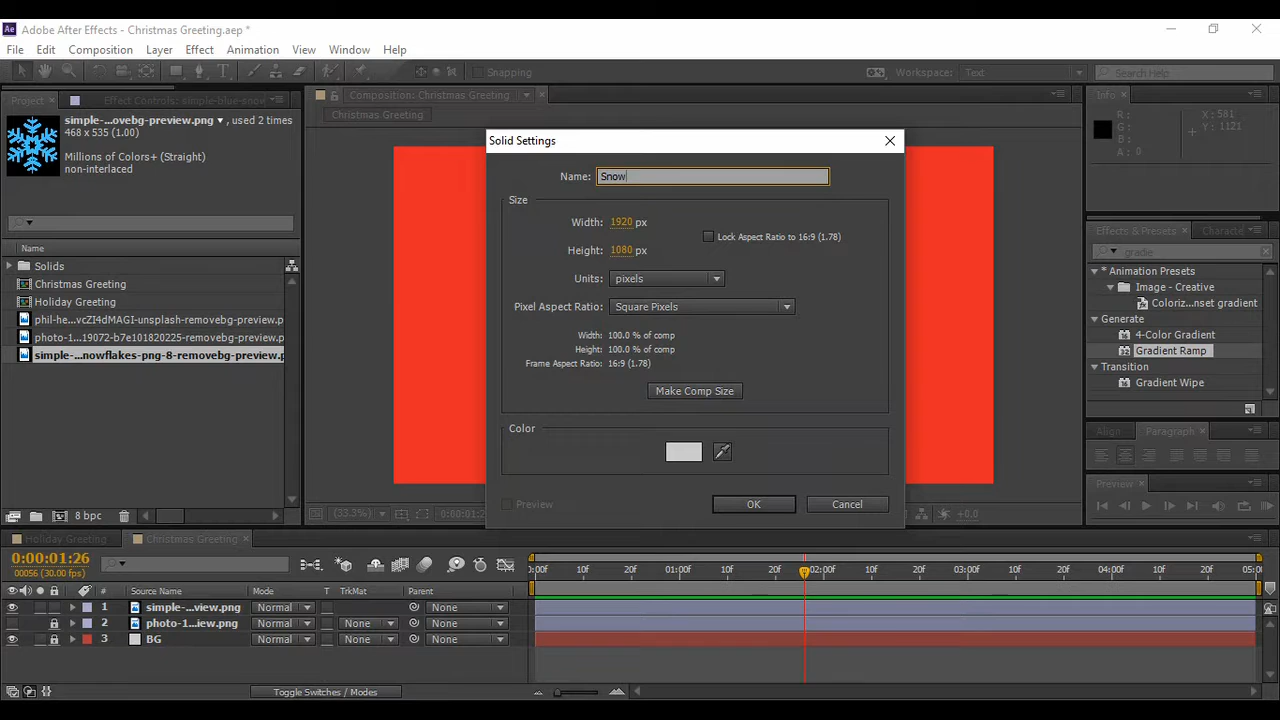 Adobe After Effects - Christmas Greeting.aep *
File Edit Composition Layer Effect Animation View Window Help
Snapping Workspace: Text Search Help
Project Effect Controls: simple-blue-snow
Composition: Christmas Greeting
Info
Christmas Greeting
simple-...ovebg-preview.png ▾ , used 2 times
468 x 535 (1.00)
Millions of Colors+ (Straight)
non-interlaced
R:
G:
B:
A: 0
X: 581
Y: 1121
Solid Settings
Name: Snow
Size
Width: 1920 px
Lock Aspect Ratio to 16:9 (1.78)
Height: 1080 px
Units: pixels
Pixel Aspect Ratio: Square Pixels
Width: 100.0 % of comp
Height: 100.0 % of comp
Frame Aspect Ratio: 16:9 (1.78)
Make Comp Size
Color
Preview OK Cancel
Name
Solids
Christmas Greeting
Holiday Greeting
phil-he...vcZI4dMAGI-unsplash-removebg-preview.p
photo-1...19072-b7e101820225-removebg-preview.p
simple-...nowflakes-png-8-removebg-preview.p
8 bpc
(33.3%) 0:00:01:2 +0.0
Effects & Presets Characte
gradie
* Animation Presets
Image - Creative
Coloriz...nset gradient
Generate
4-Color Gradient
Gradient Ramp
Transition
Gradient Wipe
Align Paragraph
Preview
Holiday Greeting Christmas Greeting
0:00:01:26
00056 (30.00 fps)
:00F 10F 20F 01:00F 10F 20F 02:00F 10F 20F 03:00F 10F 20F 04:00F 10F 20F 05:0
# Source Name Mode T TrkMat Parent
1 simple-...view.png Normal None
2 photo-1...iew.png Normal None None
3 BG Normal None None
Toggle Switches / Modes